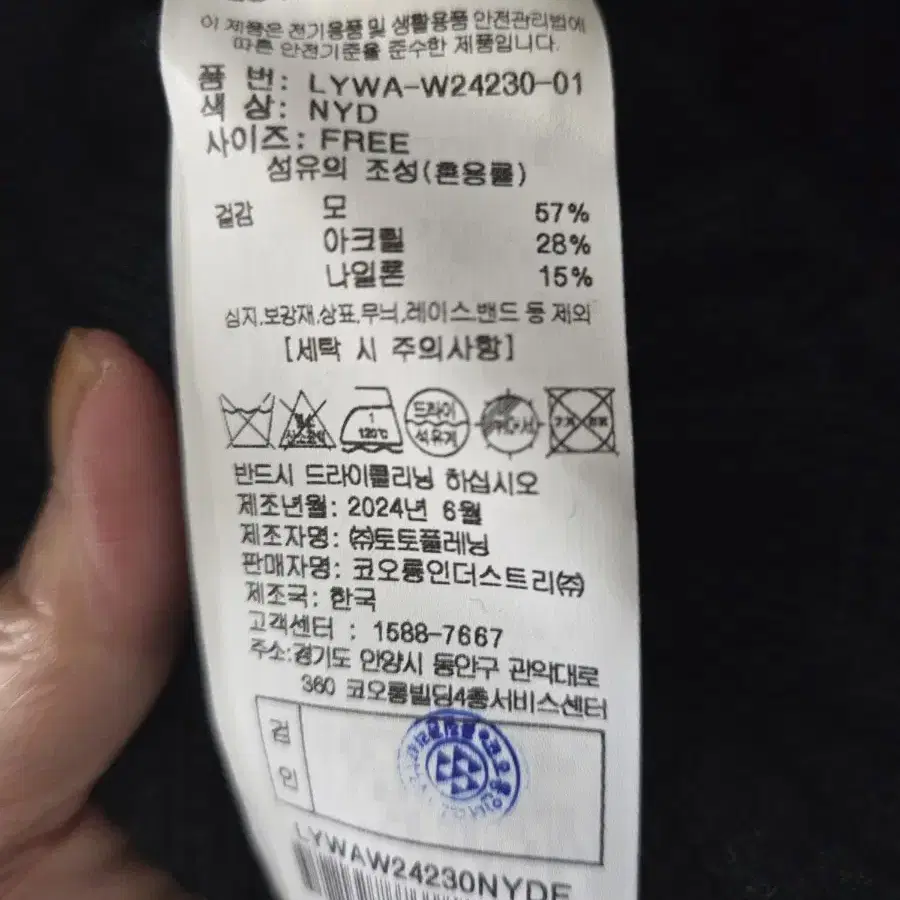 이 제품은 전기용품 및 생활용품 안전관리법에
따른 안전기준을 준수한 제품입니다.
품 번: LYWA-W24230-01
색 상: NYD
사이즈: FREE
섬유의 조성(혼용률)
겉감 모 57%
아크릴 28%
나일론 15%
심지,보강재,상표,무늬,레이스,밴드 등 제외
[세탁 시 주의사항]
1 120℃ 드라이 석유계
반드시 드라이클리닝 하십시오
제조년월: 2024년 6월
제조자명: ㈜토토플레닝
판매자명: 코오롱인더스트리㈜
제조국: 한국
고객센터 : 1588-7667
주소:경기도 안양시 동안구 관악대로
360 코오롱빌딩4층서비스센터
검
인
LYWAW24230NYDF